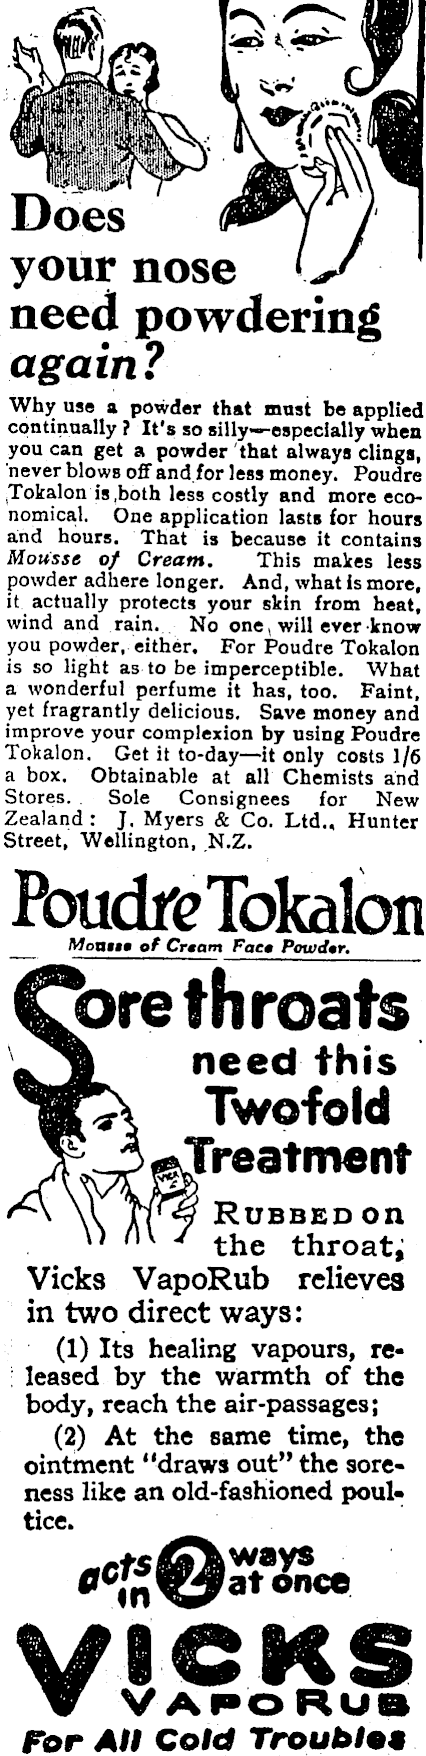 Does
your nose
need powdering
again?
Why use a powder that must be applied
continually? It's so silly—especially when
you can get a powder that always clings,
never blows off and for less money. Poudre
Tokalon is both less costly and more eco-
nomical. One application lasts for hours
and hours. That is because it contains
Mousse of Cream. This makes less
powder adhere longer. And, what is more,
it actually protects your skin from heat,
wind and rain. No one will ever know
you powder, either. For Poudre Tokalon
is so light as to be imperceptible. What
a wonderful perfume it has, too. Faint,
yet fragrantly delicious. Save money and
improve your complexion by using Poudre
Tokalon. Get it to-day—it only costs 1/6
a box. Obtainable at all Chemists and
Stores. Sole Consignees for New
Zealand: J. Myers & Co. Ltd., Hunter
Street, Wellington, N.Z.
Poudre Tokalon
Mousse of Cream Face Powder.
Sore throats
need this
Twofold
Treatment
VICKS
RUBBED on
the throat,
Vicks VapoRub relieves
in two direct ways:
(1) Its healing vapours, re-
leased by the warmth of the
body, reach the air-passages;
(2) At the same time, the
ointment "draws out" the sore-
ness like an old-fashioned poul-
tice.
acts in 2 ways at once
VICKS
VAPORUB
For All Cold Troubles